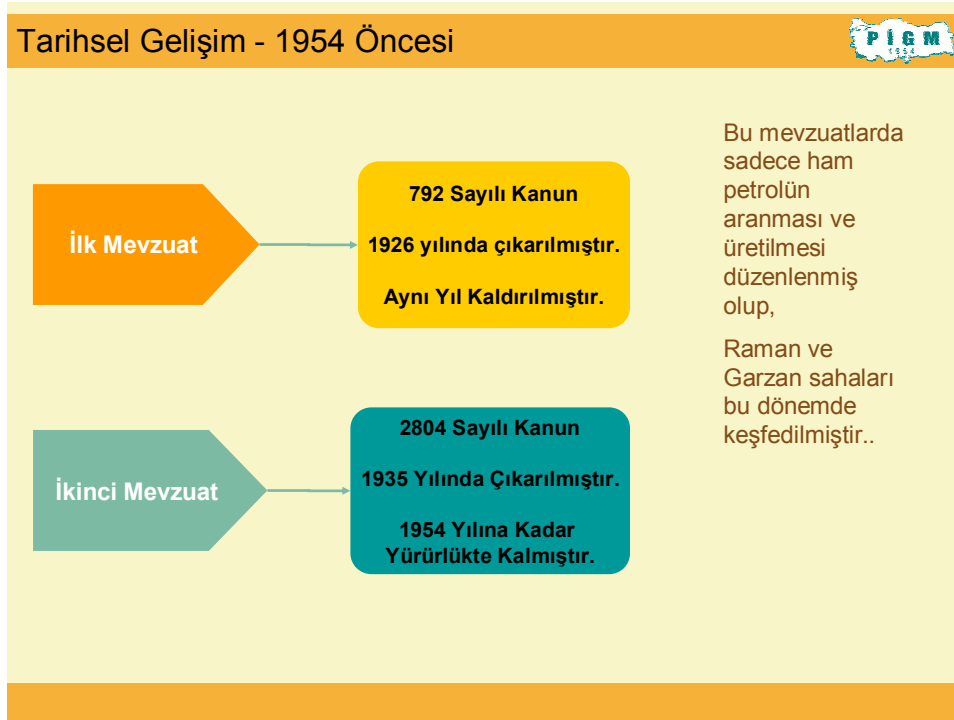 Tarihsel Gelişim - 1954 Öncesi
PİGM
1954
İlk Mevzuat
792 Sayılı Kanun
1926 yılında çıkarılmıştır.
Aynı Yıl Kaldırılmıştır.
İkinci Mevzuat
2804 Sayılı Kanun
1935 Yılında Çıkarılmıştır.
1954 Yılına Kadar
Yürürlükte Kalmıştır.
Bu mevzuatlarda
sadece ham
petrolün
aranması ve
üretilmesi
düzenlenmiş
olup,
Raman ve
Garzan sahaları
bu dönemde
keşfedilmiştir..